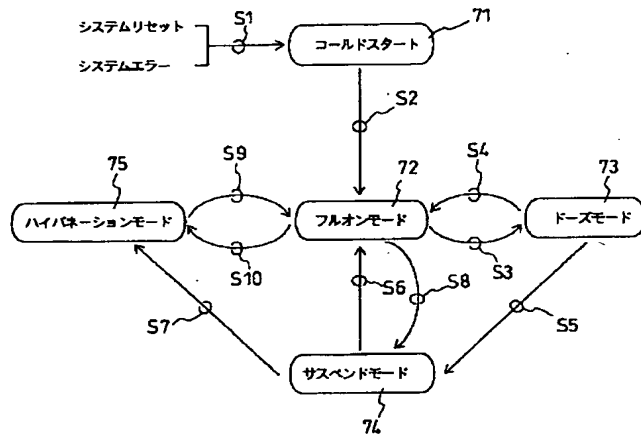 システムリセット
システムエラー
S1
コールドスタート
71
S2
75
S9
72
S4
73
ハイバネーションモード
フルオンモード
ドーズモード
S10
S6
S8
S3
S7
S5
サスペンドモード
74